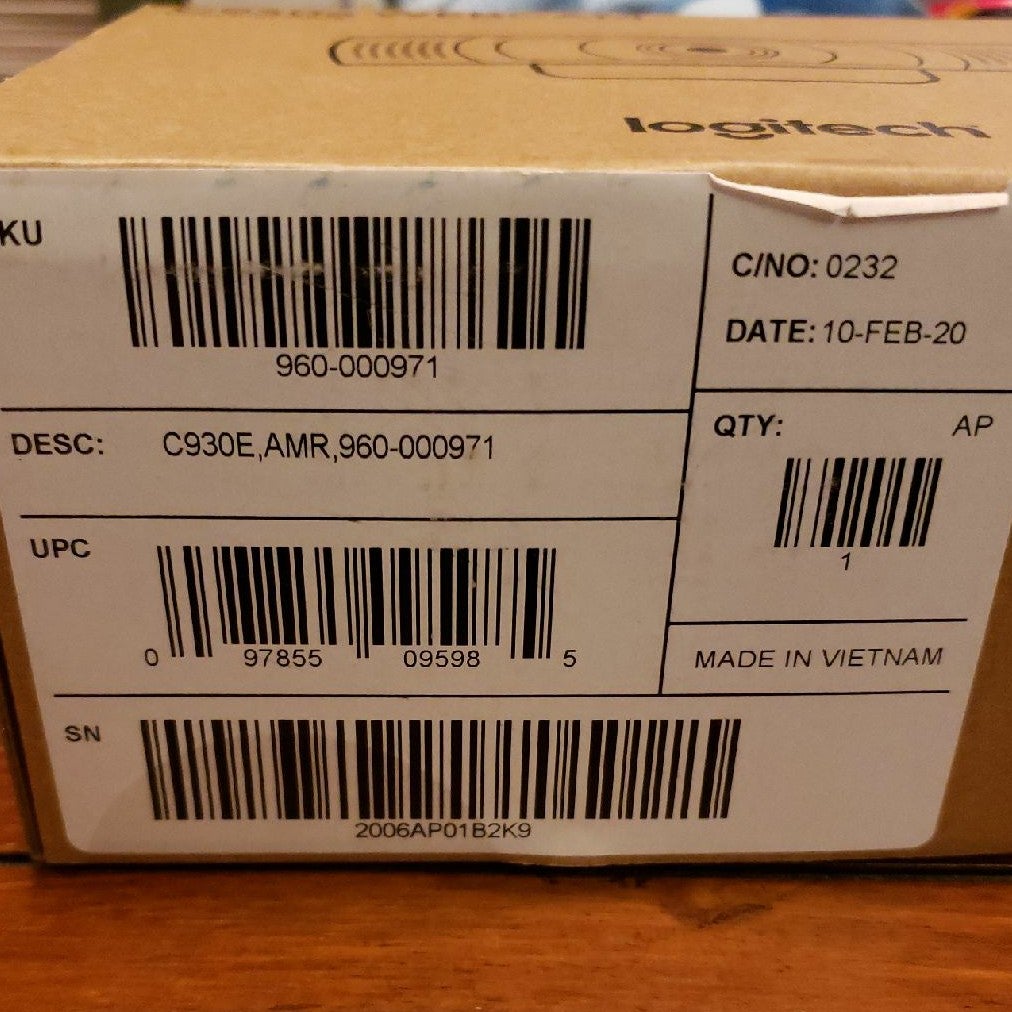 logitech
KU
960-000971
C/NO: 0232
DATE: 10-FEB-20
DESC: C930E,AMR,960-000971
QTY: AP
1
UPC
0 97855 09598 5
MADE IN VIETNAM
SN
2006AP01B2K9